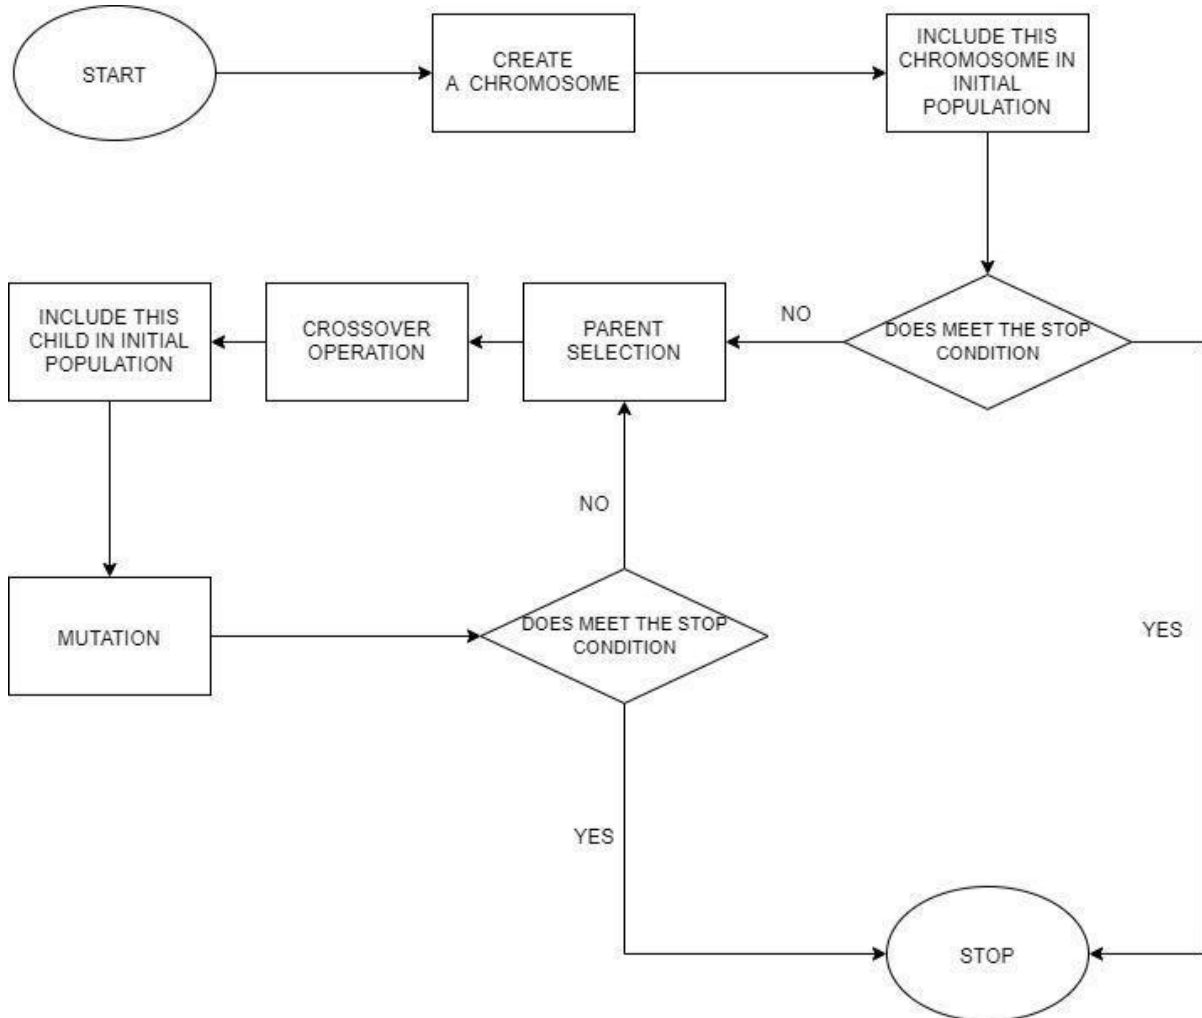 START
CREATE
A CHROMOSOME
INCLUDE THIS
CHROMOSOME IN
INITIAL
POPULATION
INCLUDE THIS
CHILD IN INITIAL
POPULATION
CROSSOVER
OPERATION
PARENT
SELECTION
NO
DOES MEET THE STOP
CONDITION
NO
MUTATION
DOES MEET THE STOP
CONDITION
YES
YES
STOP